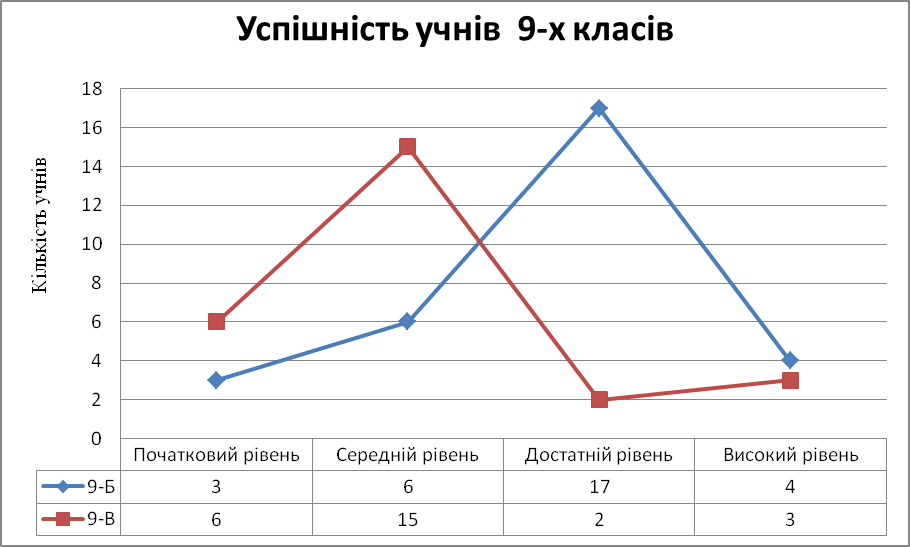 Успішність учнів  9-х класів
Кількість учнів
18
16
14
12
10
8
6
4
2
0
Початковий рівень Середній рівень Достатній рівень Високий рівень
9-Б 3 6 17 4
9-В 6 15 2 3